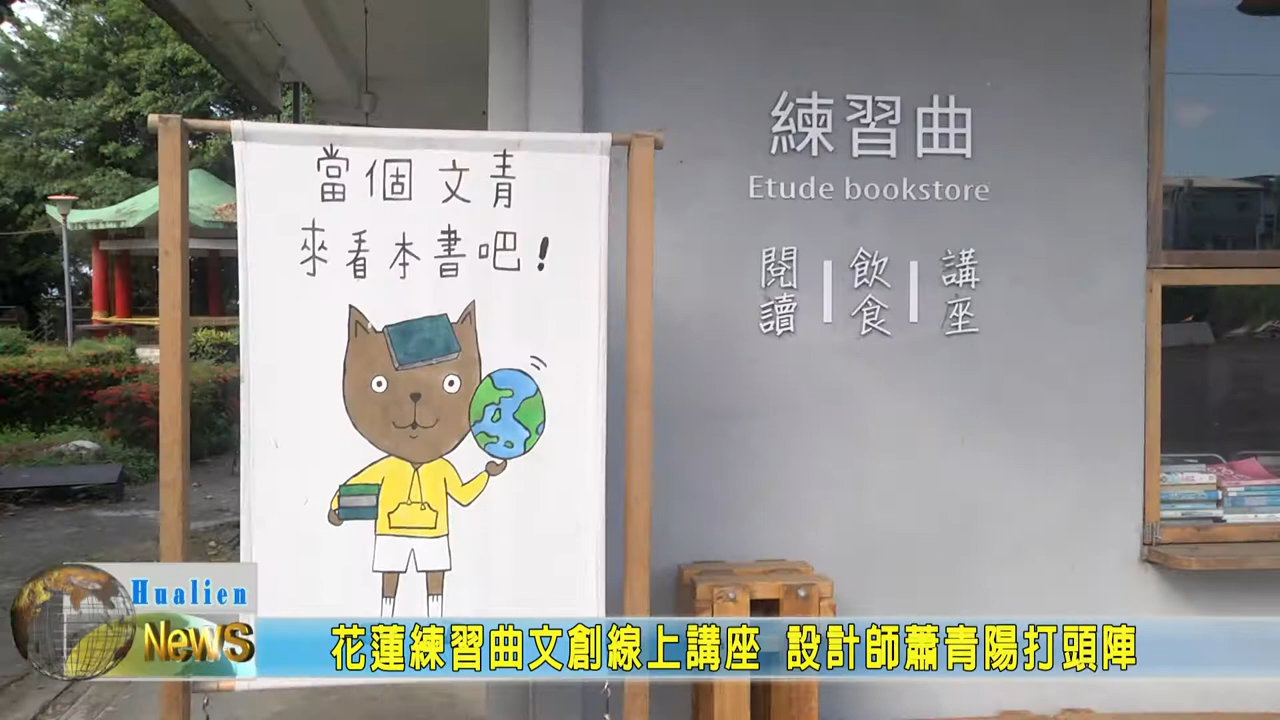 當個文青
來看本書吧!
練習曲
Etude bookstore
閱讀 | 飲食 | 講座
Hualien
News
花蓮練習曲文創線上講座 設計師蕭青陽打頭陣